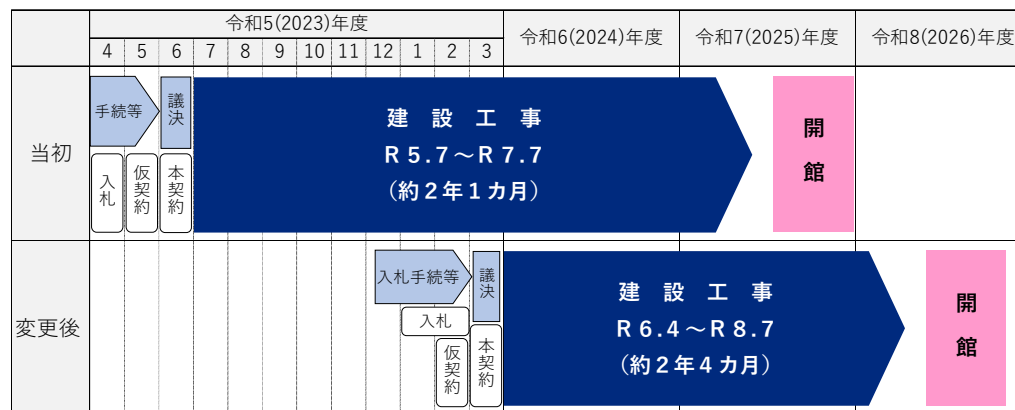 令和5(2023)年度
令和6(2024)年度
令和7(2025)年度
令和8(2026)年度
4 5 6 7 8 9 10 11 12 1 2 3
当初
手続等
議決
入札
仮契約
本契約
建設工事
R5.7～R7.7
(約2年1カ月)
開館
変更後
入札手続等
議決
入札
仮契約
本契約
建設工事
R6.4～R8.7
(約2年4カ月)
開館